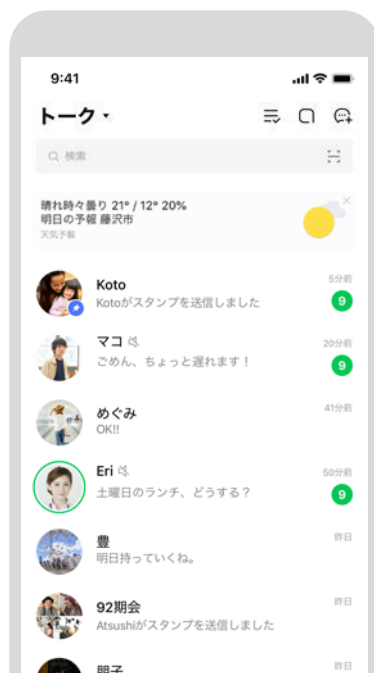 9:41
トーク
検索
晴れ時々曇り 21° / 12° 20%
明日の予報 藤沢市
天気予報
Koto
5分前
Kotoがスタンプを送信しました
9
マコ
20分前
ごめん、ちょっと遅れます！
9
めぐみ
41分前
OK!!
Eri
50分前
土曜日のランチ、どうする？
9
豊
昨日
明日持っていくね。
92期会
昨日
Atsushiがスタンプを送信しました
朋子
昨日